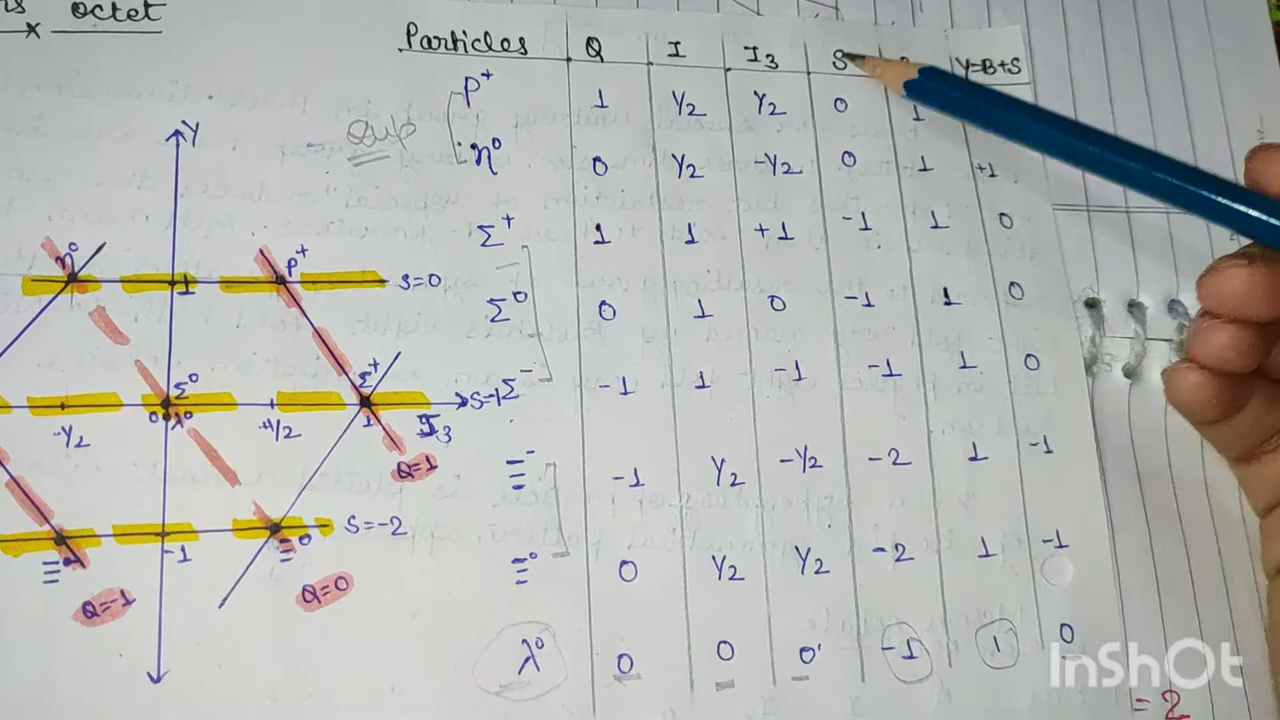 octet
Particles Q I I₃ S Y=B+S
P⁺ 1 1/2 1/2 0 1
n⁰ 0 1/2 -1/2 0 1 +1
Σ⁺ 1 1 +1 -1 1 0
Σ⁰ 0 1 0 -1 1 0
Σ⁻ -1 1 -1 -1 1 0
Ξ⁻ -1 1/2 -1/2 -2 1 -1
Ξ⁰ 0 1/2 1/2 -2 1 -1
λ⁰ 0 0 0 -1 1 0
Y
n⁰ P⁺
1 S=0
Σ⁰ Σ⁺
0 λ⁰ 1 S=-1
-1/2 +1/2 I₃
Q=1
S=-2
-1
Ξ⁻ Ξ⁰
Q=-1 Q=0
= 2
InShOt